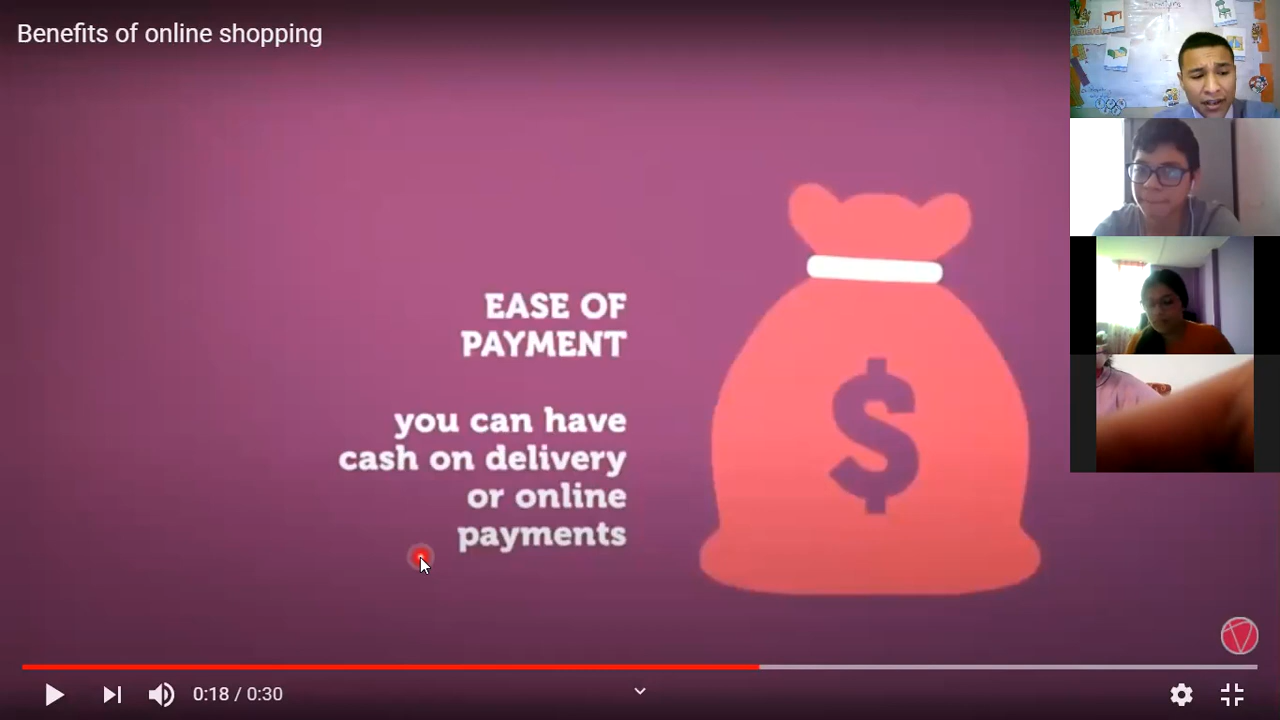 Benefits of online shopping
EASE OF
PAYMENT
you can have
cash on delivery
or online
payments
$
0:18 / 0:30